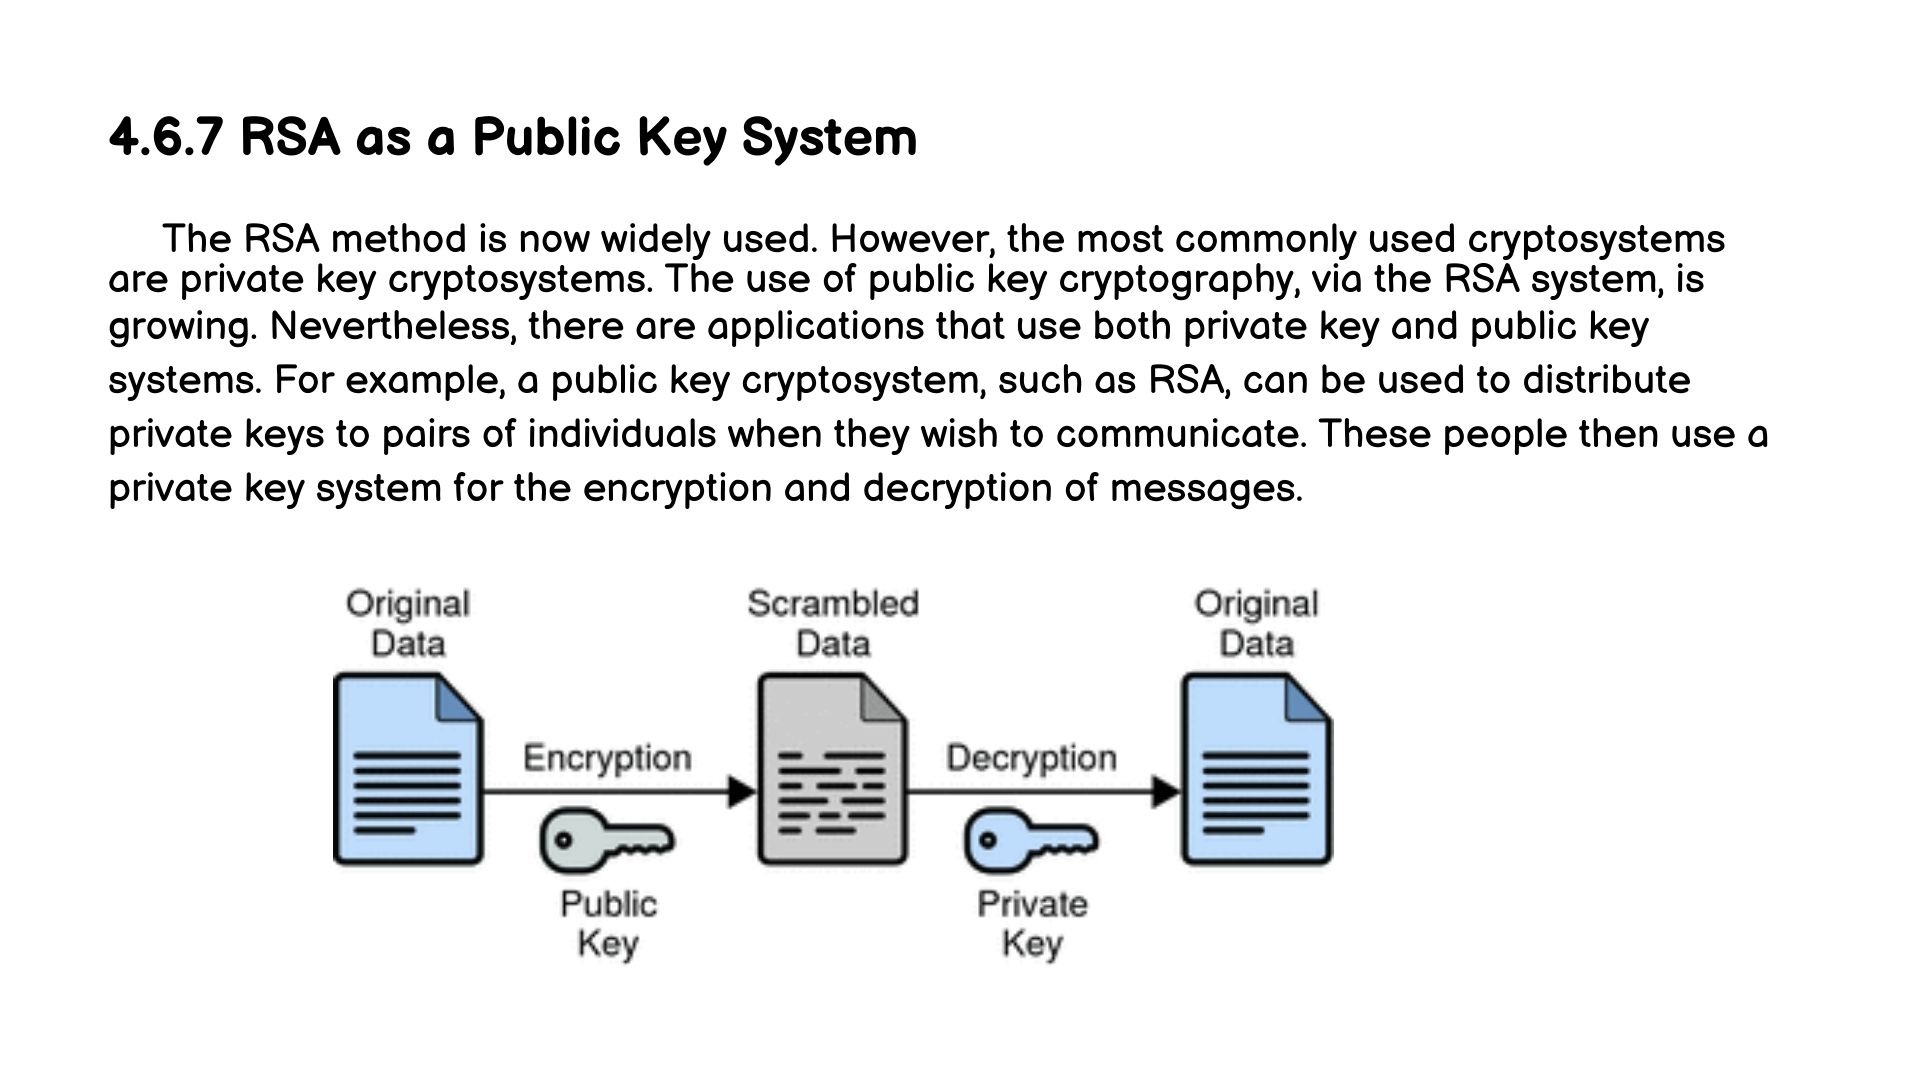 4.6.7 RSA as a Public Key System
The RSA method is now widely used. However, the most commonly used cryptosystems
are private key cryptosystems. The use of public key cryptography, via the RSA system, is
growing. Nevertheless, there are applications that use both private key and public key
systems. For example, a public key cryptosystem, such as RSA, can be used to distribute
private keys to pairs of individuals when they wish to communicate. These people then use a
private key system for the encryption and decryption of messages.
Original
Data
Scrambled
Data
Original
Data
Encryption
Decryption
Public
Key
Private
Key